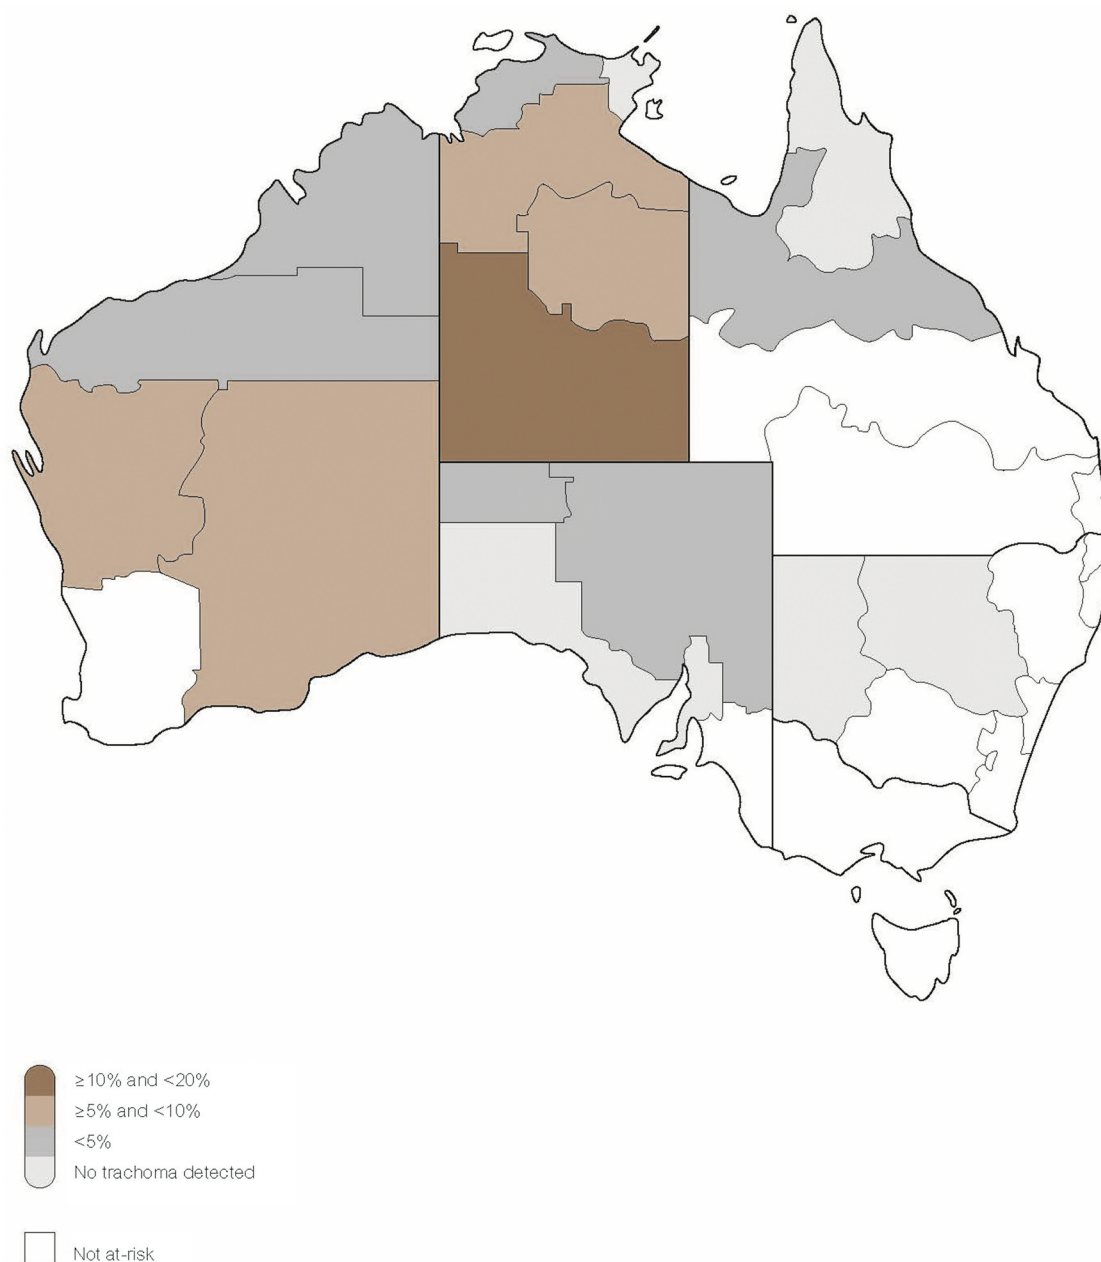 ≥10% and <20%
≥5% and <10%
<5%
No trachoma detected
Not at-risk